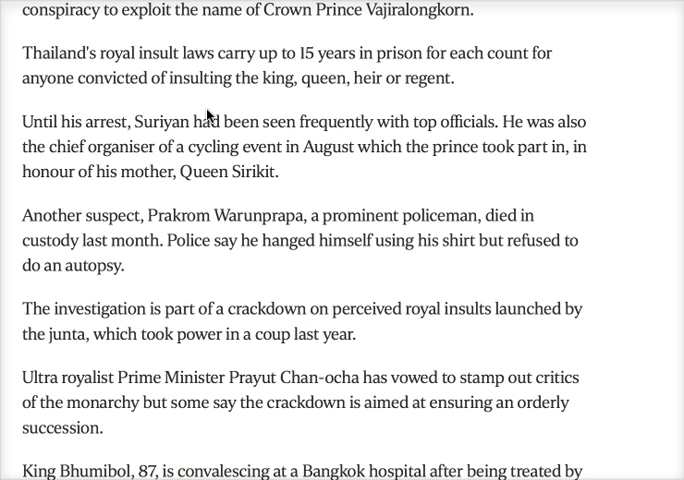 conspiracy to exploit the name of Crown Prince Vajiralongkorn.
Thailand's royal insult laws carry up to 15 years in prison for each count for
anyone convicted of insulting the king, queen, heir or regent.
Until his arrest, Suriyan had been seen frequently with top officials. He was also
the chief organiser of a cycling event in August which the prince took part in, in
honour of his mother, Queen Sirikit.
Another suspect, Prakrom Warunprapa, a prominent policeman, died in
custody last month. Police say he hanged himself using his shirt but refused to
do an autopsy.
The investigation is part of a crackdown on perceived royal insults launched by
the junta, which took power in a coup last year.
Ultra royalist Prime Minister Prayut Chan-ocha has vowed to stamp out critics
of the monarchy but some say the crackdown is aimed at ensuring an orderly
succession.
King Bhumibol, 87, is convalescing at a Bangkok hospital after being treated by